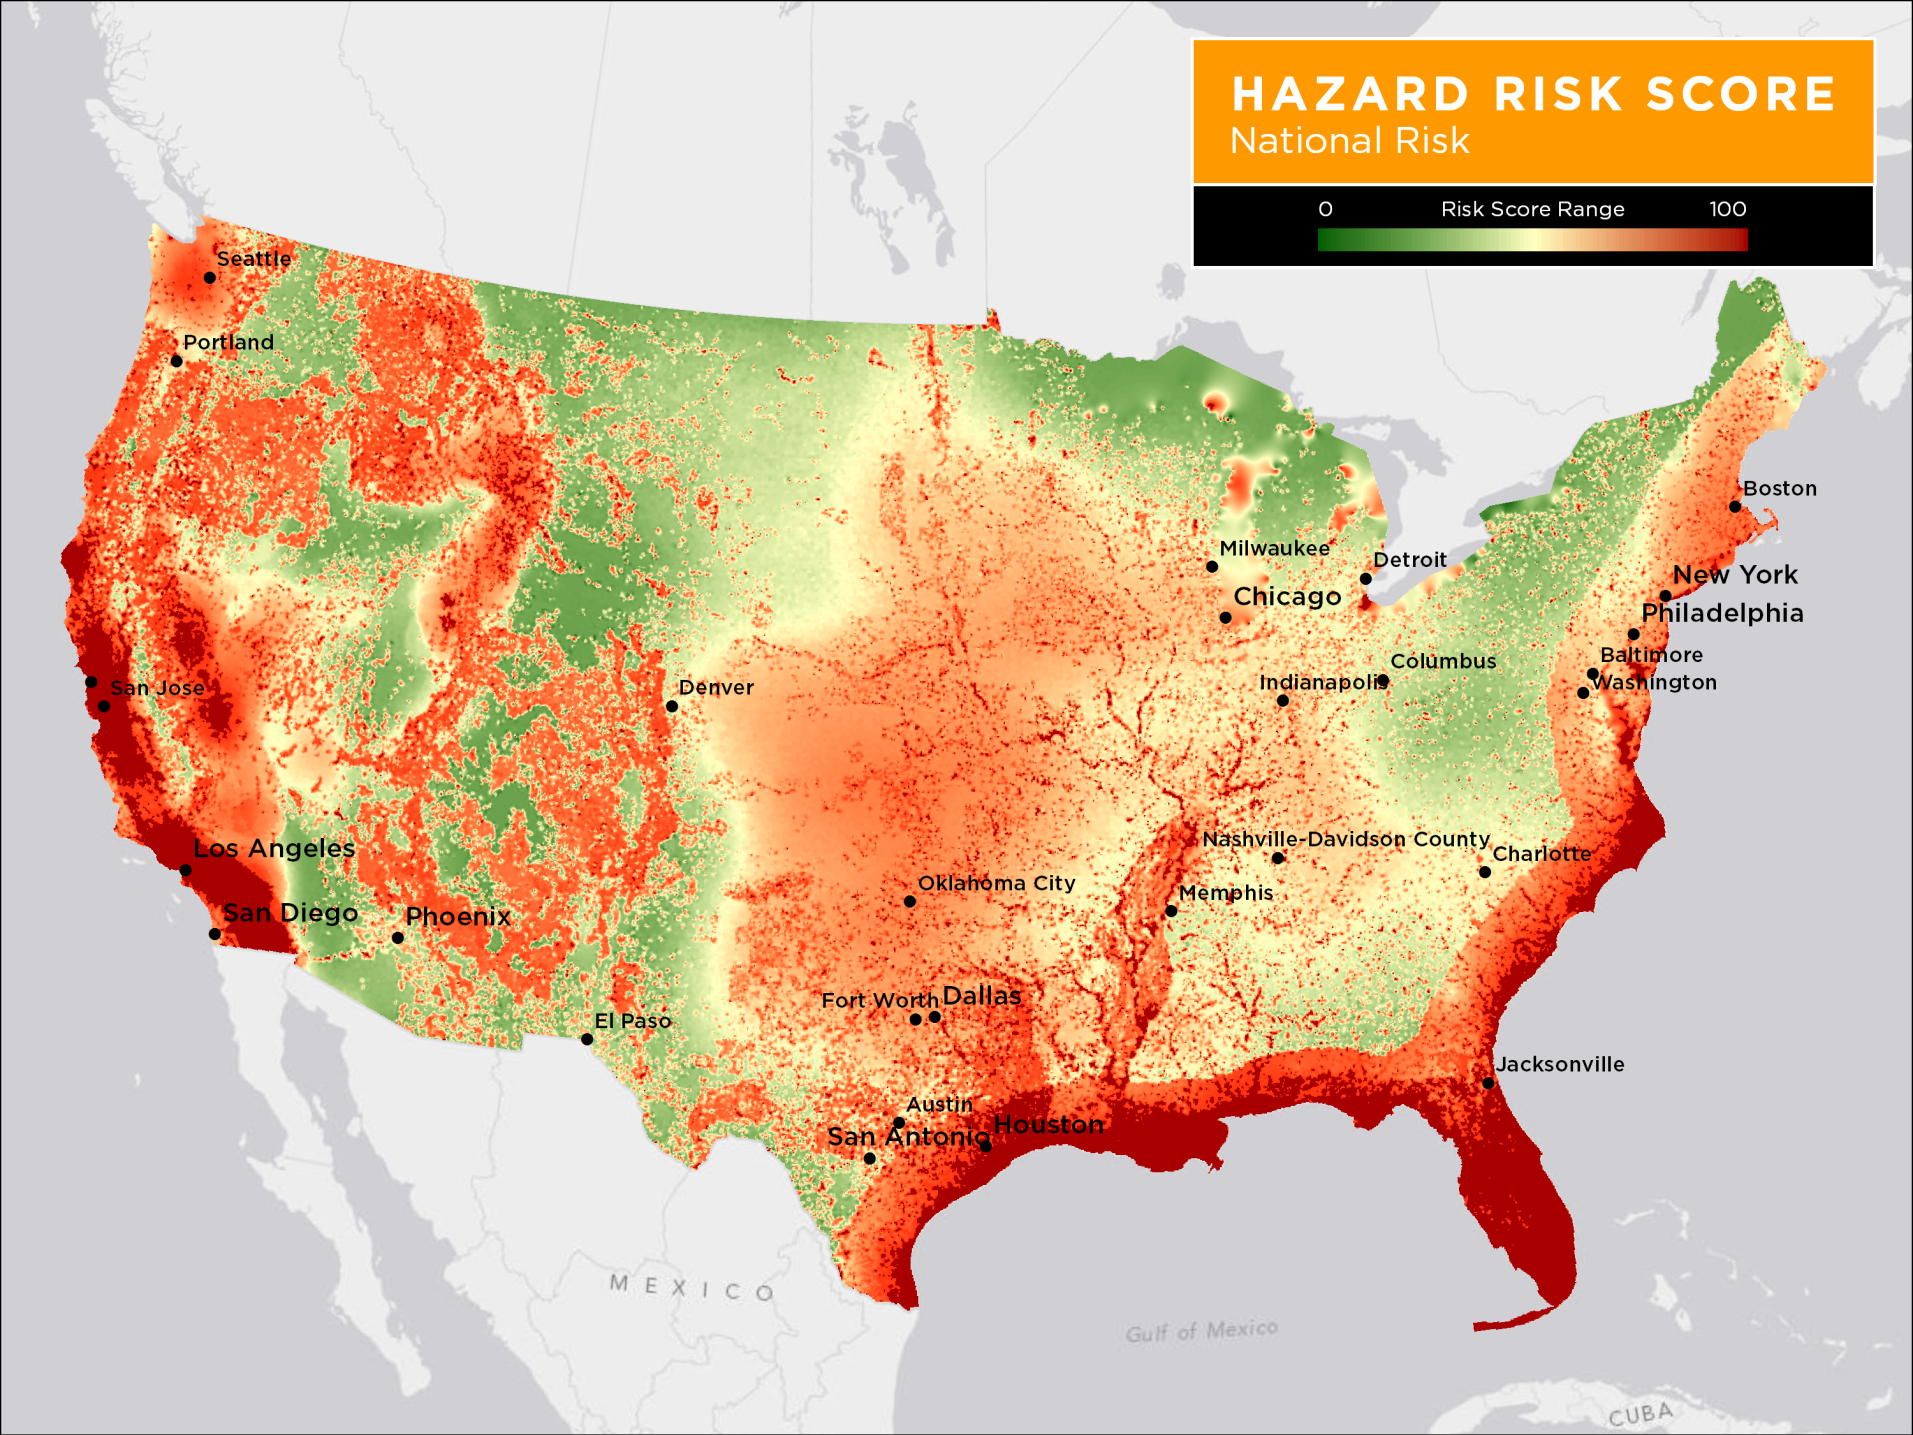 HAZARD RISK SCORE
National Risk
0 Risk Score Range 100
Seattle
Portland
Boston
Milwaukee
Detroit
New York
Chicago
Philadelphia
Baltimore
Columbus
Washington
Indianapolis
San Jose
Denver
Nashville-Davidson County
Charlotte
Los Angeles
Oklahoma City
Memphis
San Diego
Phoenix
Fort Worth
Dallas
El Paso
Jacksonville
Austin
Houston
San Antonio
MEXICO
Gulf of Mexico
CUBA